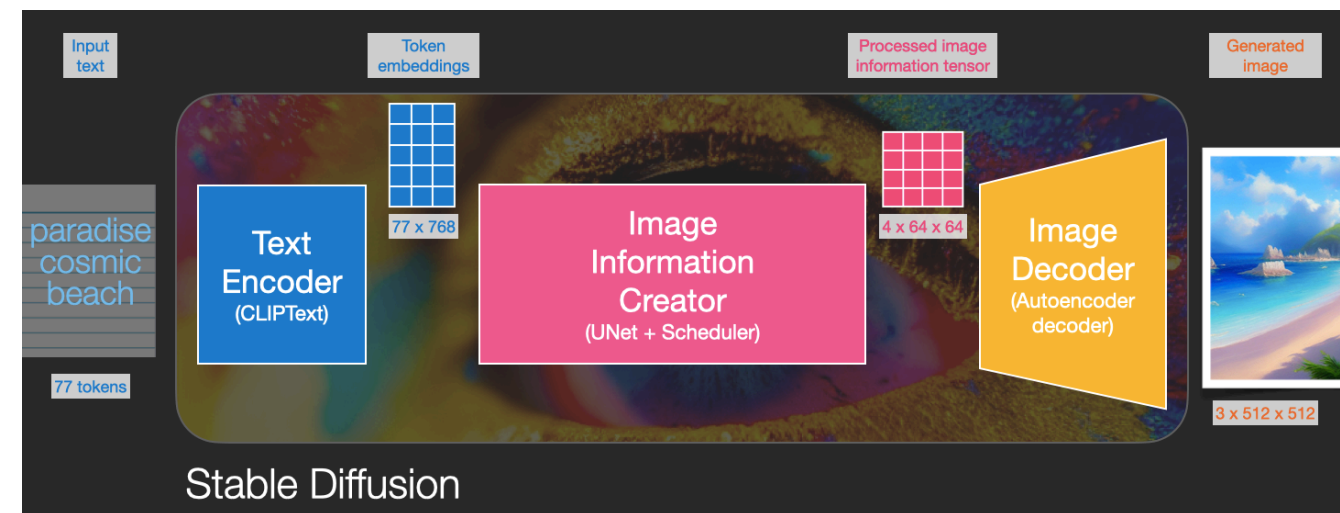 Input
text
Token
embeddings
Processed image
information tensor
Generated
image
paradise
cosmic
beach
77 tokens
Text
Encoder
(CLIPText)
77 x 768
Image
Information
Creator
(UNet + Scheduler)
4 x 64 x 64
Image
Decoder
(Autoencoder
decoder)
3 x 512 x 512
Stable Diffusion